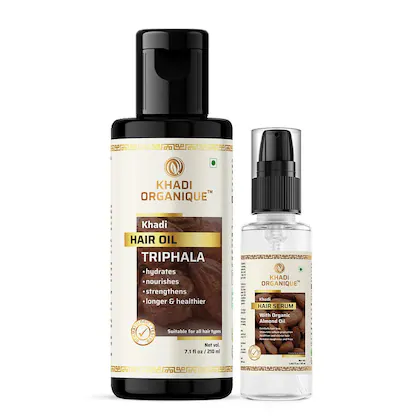 KHADI
ORGANIQUE™
Khadi
HAIR OIL
TRIPHALA
•hydrates
•nourishes
•strengthens
•longer & healthier
Suitable for all hair types
Net vol.
7.1 fl oz / 210 ml
KHADI
ORGANIQUE™
Khadi
HAIR SERUM
With Organic
Almond Oil